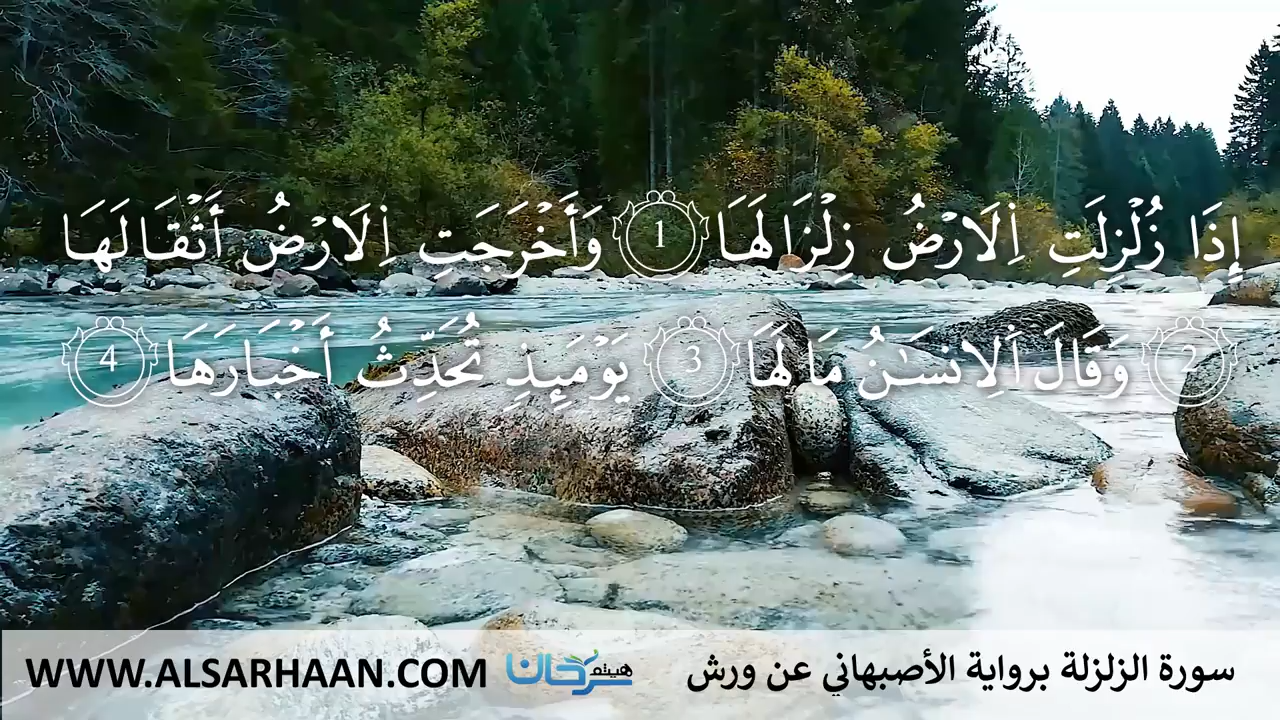 إِذَا زُلْزِلَتِ اِ۬لَارْضُ زِلْزَالَهَا 1 وَأَخْرَجَتِ اِ۬لَارْضُ أَثْقَالَهَا
2 وَقَالَ اَ۬لِانسَٰنُ مَا لَهَا 3 يَوْمَئِذِ تُحَدِّثُ أَخْبَارَهَا 4
سورة الزلزلة برواية الأصبهاني عن ورش
هيثم سرحان
WWW.ALSARHAAN.COM